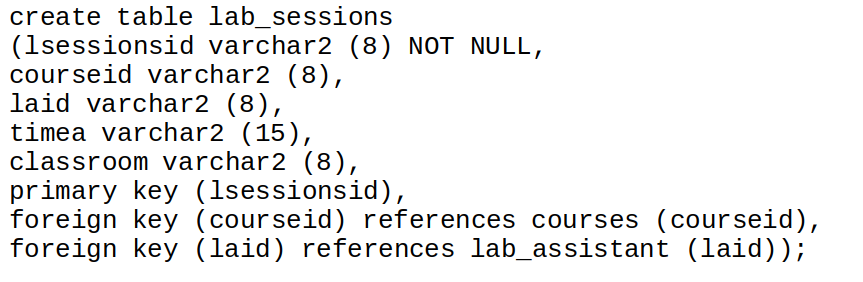 create table lab_sessions
(lsessionsid varchar2 (8) NOT NULL,
courseid varchar2 (8),
laid varchar2 (8),
timea varchar2 (15),
classroom varchar2 (8),
primary key (lsessionsid),
foreign key (courseid) references courses (courseid),
foreign key (laid) references lab_assistant (laid));